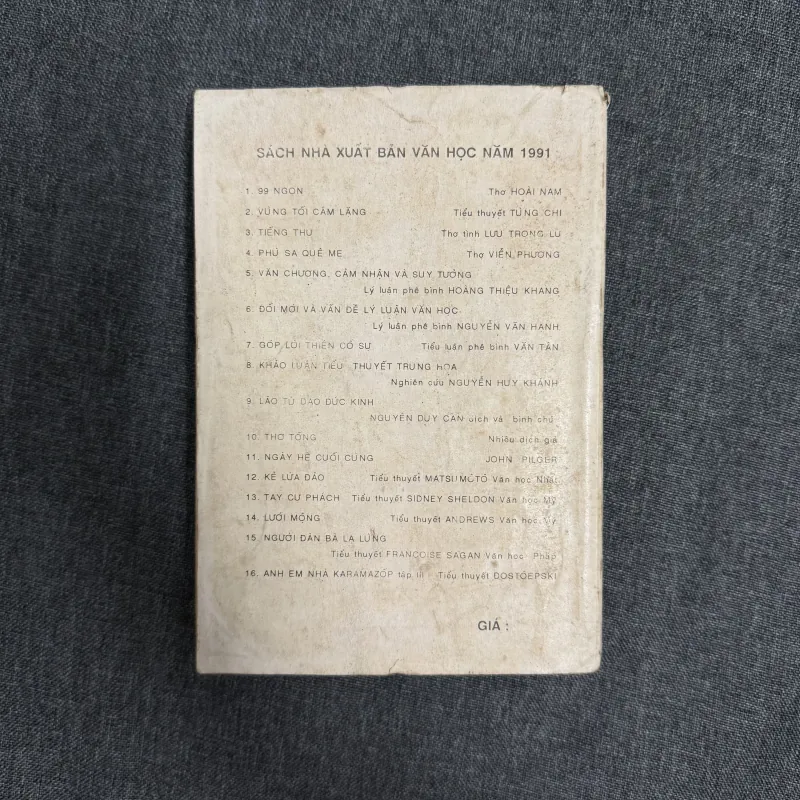 SÁCH NHÀ XUẤT BẢN VĂN HỌC NĂM 1991
1. 99 NGỌN Thơ HOÀI NAM
2. VÙNG TỐI CÂM LẶNG Tiểu thuyết TÙNG CHI
3. TIẾNG THU Thơ tình LƯU TRỌNG LƯ
4. PHÙ SA QUÊ MẸ Thơ VIỄN PHƯƠNG
5. VĂN CHƯƠNG, CẢM NHẬN VÀ SUY TƯỞNG
Lý luận phê bình HOÀNG THIỆU KHANG
6. ĐỔI MỚI VÀ VẤN ĐỀ LÝ LUẬN VĂN HỌC
Lý luận phê bình NGUYỄN VĂN HẠNH
7. GÓP LỜI THIÊN CỔ SỰ Tiểu luận phê bình VĂN TÂN
8. KHẢO LUẬN TIỂU THUYẾT TRUNG HOA
Nghiên cứu NGUYỄN HUY KHÁNH
9. LÃO TỬ ĐẠO ĐỨC KINH
NGUYỄN DUY CẦN dịch và bình chú
10. THƠ TỐNG Nhiều dịch giả
11. NGÀY HÈ CUỐI CÙNG JOHN PILGER
12. KẺ LỪA ĐẢO Tiểu thuyết MATSUMOTO Văn học Nhật
13. TAY CỰ PHÁCH Tiểu thuyết SIDNEY SHELDON Văn học Mỹ
14. LƯỚI MỘNG Tiểu thuyết ANDREWS Văn học Mỹ
15. NGƯỜI ĐÀN BÀ LẠ LÙNG
Tiểu thuyết FRANÇOISE SAGAN Văn học Pháp
16. ANH EM NHÀ KARAMAZỐP tập III Tiểu thuyết ĐOSTOEPSKI
GIÁ :